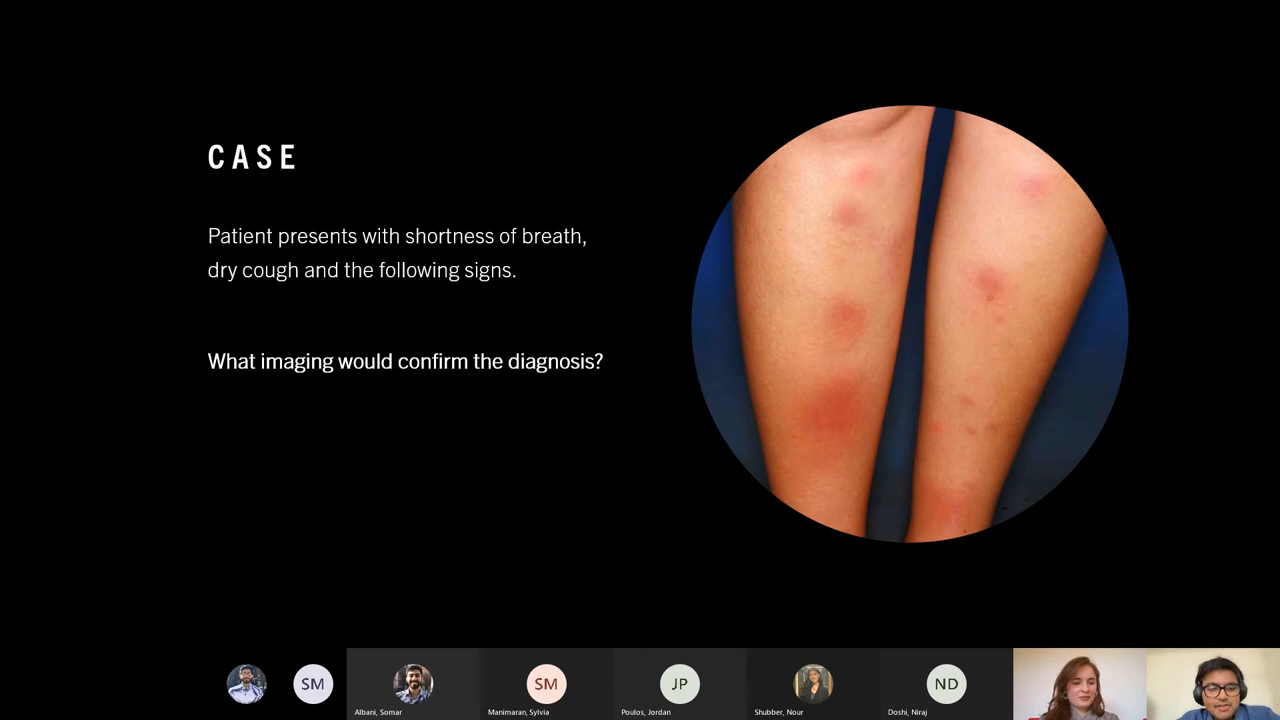 CASE
Patient presents with shortness of breath,
dry cough and the following signs.
What imaging would confirm the diagnosis?
SM
SM
JP
ND
Albani, Somar
Manimaran, Sylvia
Poulos, Jordan
Shubber, Nour
Doshi, Niraj